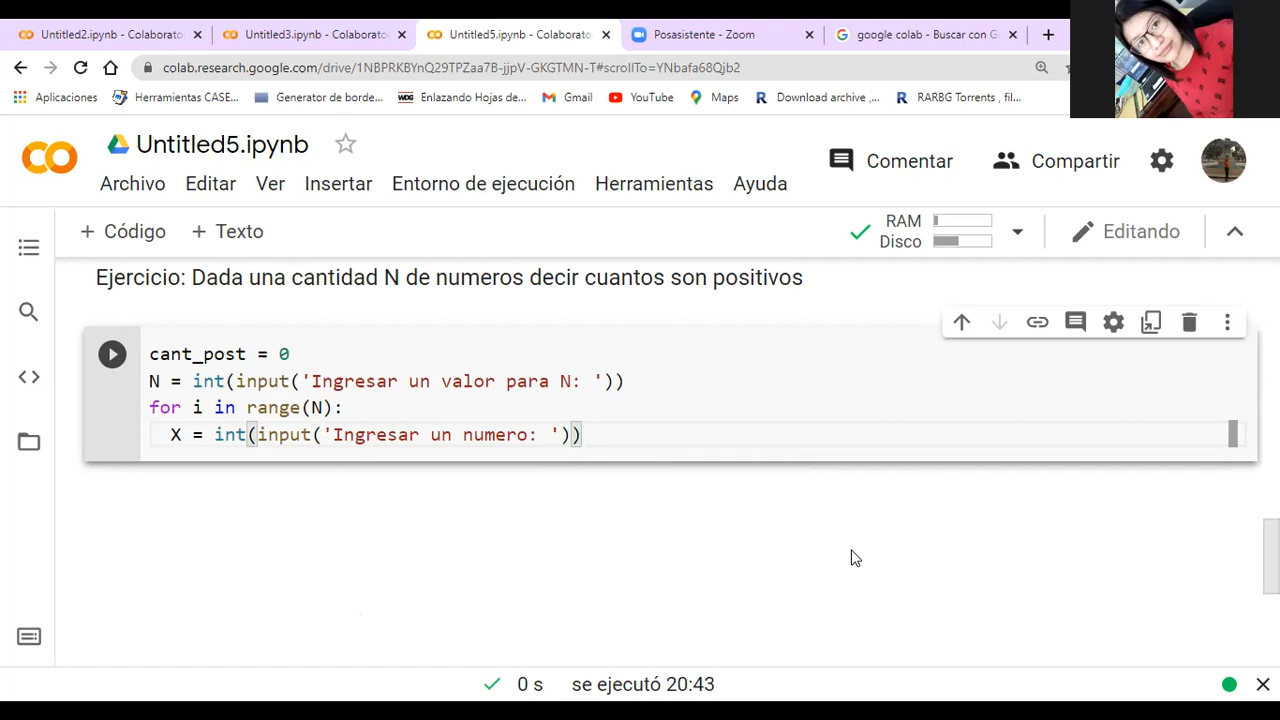 Untitled2.ipynb - Colaborato
Untitled3.ipynb - Colaborato
Untitled5.ipynb - Colaborato
Posasistente - Zoom
google colab - Buscar con G
colab.research.google.com/drive/1NBPRKBPnQ29TPZaa7B-jjpV-GKGTMN-T#scrollTo=YNbafa68Qjb2
Aplicaciones
Herramientas CASE...
Generator de borde...
Enlazando Hojas de...
Gmail
YouTube
Maps
Download archive ,...
RARBG Torrents , fil...
Untitled5.ipynb
Comentar
Compartir
Archivo Editar Ver Insertar Entorno de ejecución Herramientas Ayuda
+ Código + Texto
RAM
Disco
Editando
Ejercicio: Dada una cantidad N de numeros decir cuantos son positivos
cant_post = 0
N = int(input('Ingresar un valor para N: '))
for i in range(N):
X = int(input('Ingresar un numero: '))
0 s se ejecutó 20:43